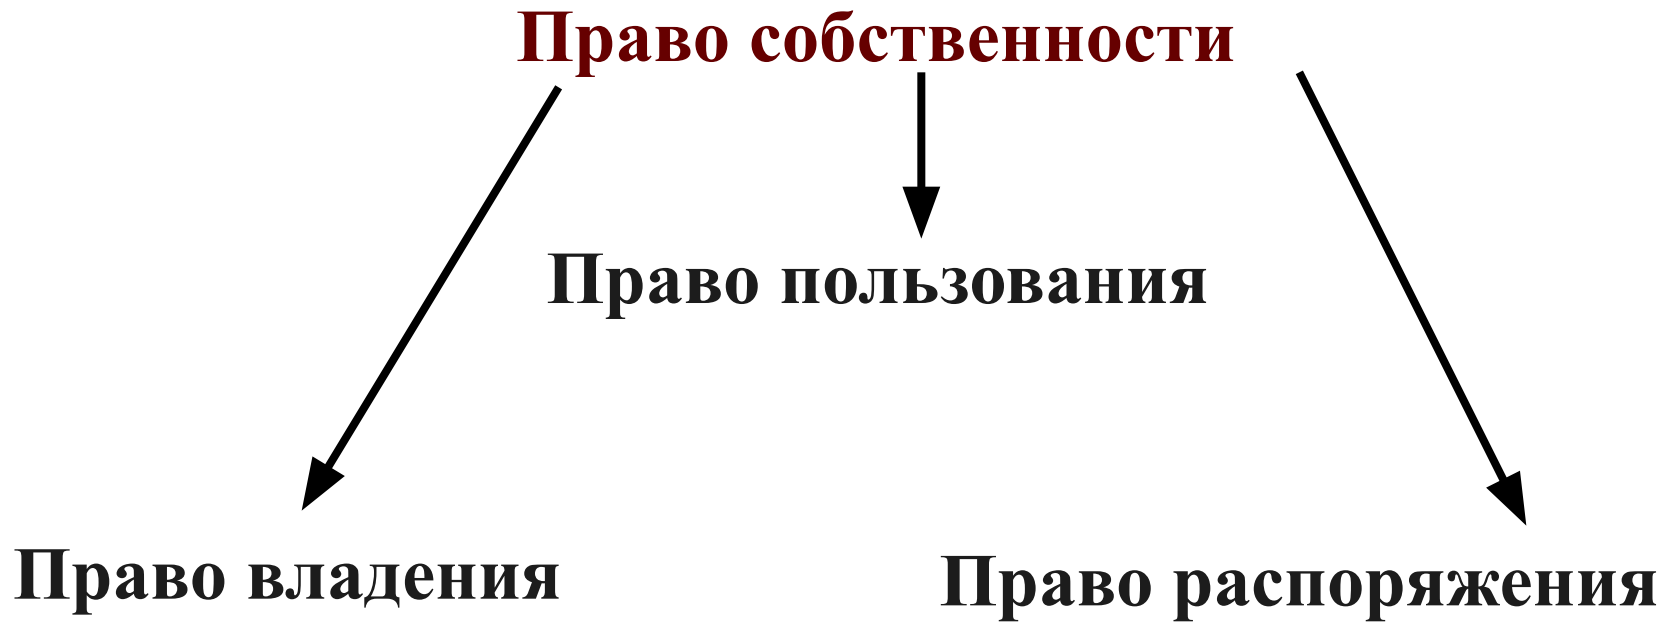 Право собственности
Право пользования
Право владения
Право распоряжения